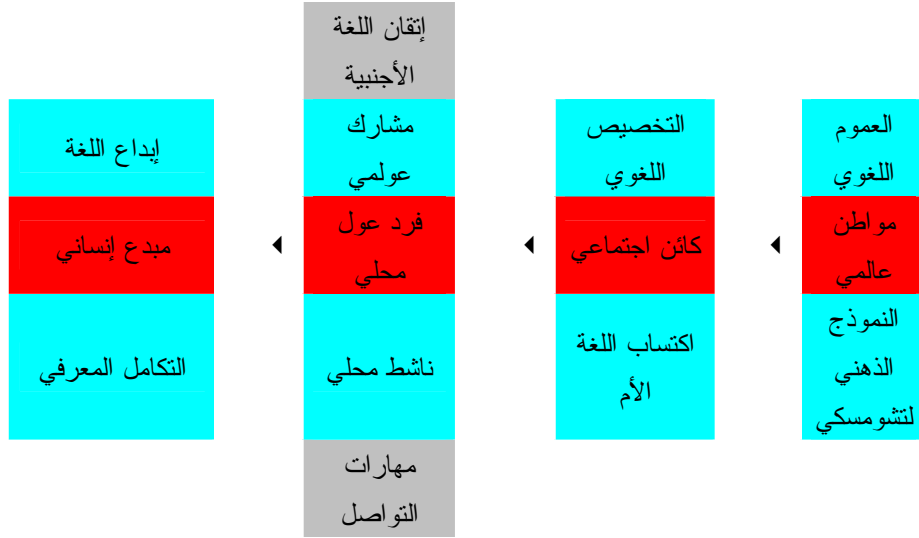 العموم
اللغوي
مواطن
عالمي
النموذج
الذهني
لتشومسكي
التخصيص
اللغوي
كائن اجتماعي
اكتساب اللغة
الأم
إتقان اللغة
الأجنبية
مشارك
عولمي
فرد عول
محلي
ناشط محلي
مهارات
التواصل
إبداع اللغة
مبدع إنساني
التكامل المعرفي